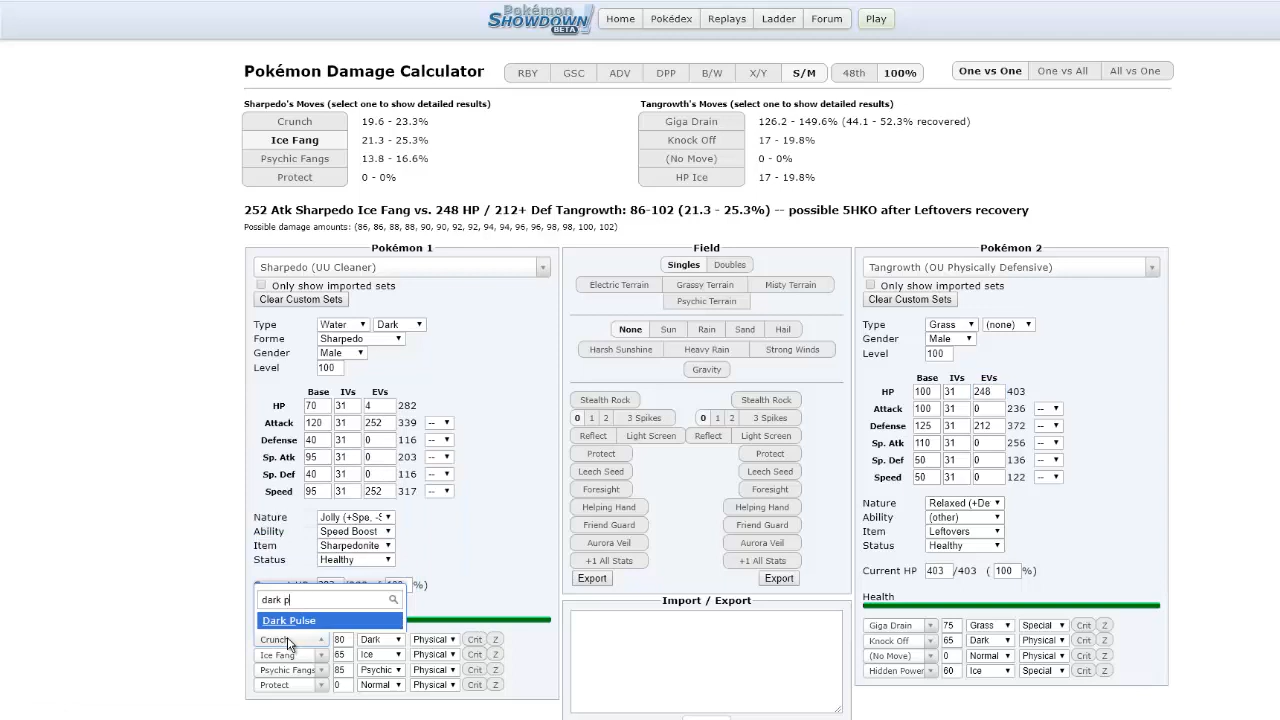 Pokémon SHOWDOWN! BETA Home Pokédex Replays Ladder Forum Play
Pokémon Damage Calculator RBY GSC ADV DPP B/W X/Y S/M 48th 100% One vs One One vs All All vs One
Sharpedo's Moves (select one to show detailed results) Tangrowth's Moves (select one to show detailed results)
Crunch 19.6 - 23.3% Giga Drain 126.2 - 149.6% (44.1 - 52.3% recovered)
Ice Fang 21.3 - 25.3% Knock Off 17 - 19.8%
Psychic Fangs 13.8 - 16.6% (No Move) 0 - 0%
Protect 0 - 0% HP Ice 17 - 19.8%
252 Atk Sharpedo Ice Fang vs. 248 HP / 212+ Def Tangrowth: 86-102 (21.3 - 25.3%) -- possible 5HKO after Leftovers recovery
Possible damage amounts: (86, 86, 88, 88, 90, 90, 92, 92, 94, 94, 96, 96, 98, 98, 100, 102)
Pokémon 1
Sharpedo (UU Cleaner)
Only show imported sets
Clear Custom Sets
Type Water Dark
Forme Sharpedo
Gender Male
Level 100
Base IVs EVs
HP 70 31 4 282
Attack 120 31 252 339 --
Defense 40 31 0 116 --
Sp. Atk 95 31 0 203 --
Sp. Def 40 31 0 116 --
Speed 95 31 252 317 --
Nature Jolly (+Spe, -S
Ability Speed Boost
Item Sharpedonite
Status Healthy
%)
dark p
Dark Pulse
Crunch 80 Dark Physical Crit Z
Ice Fang 65 Ice Physical Crit Z
Psychic Fangs 85 Psychic Physical Crit Z
Protect 0 Normal Physical Crit Z
Field
Singles Doubles
Electric Terrain Grassy Terrain Misty Terrain
Psychic Terrain
None Sun Rain Sand Hail
Harsh Sunshine Heavy Rain Strong Winds
Gravity
Stealth Rock Stealth Rock
0 1 2 3 Spikes 0 1 2 3 Spikes
Reflect Light Screen Reflect Light Screen
Protect Protect
Leech Seed Leech Seed
Foresight Foresight
Helping Hand Helping Hand
Friend Guard Friend Guard
Aurora Veil Aurora Veil
+1 All Stats +1 All Stats
Export Export
Import / Export
Pokémon 2
Tangrowth (OU Physically Defensive)
Only show imported sets
Clear Custom Sets
Type Grass (none)
Gender Male
Level 100
Base IVs EVs
HP 100 31 248 403
Attack 100 31 0 236 --
Defense 125 31 212 372 --
Sp. Atk 110 31 0 256 --
Sp. Def 50 31 0 136 --
Speed 50 31 0 122 --
Nature Relaxed (+De
Ability (other)
Item Leftovers
Status Healthy
Current HP 403 /403 ( 100 %)
Health
Giga Drain 75 Grass Special Crit Z
Knock Off 65 Dark Physical Crit Z
(No Move) 0 Normal Physical Crit Z
Hidden Power 60 Ice Special Crit Z